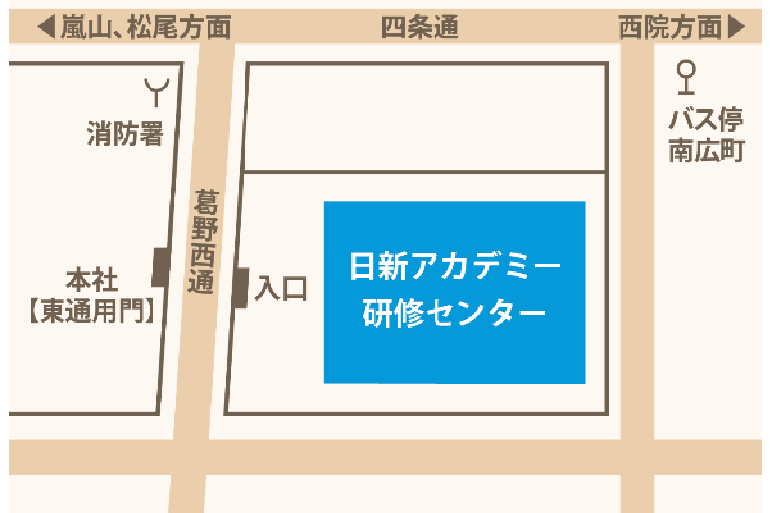 ◀嵐山、松尾方面
四条通
西院方面▶
消防署
バス停
南広町
葛野西通
本社
【東通用門】
入口
日新アカデミー
研修センター